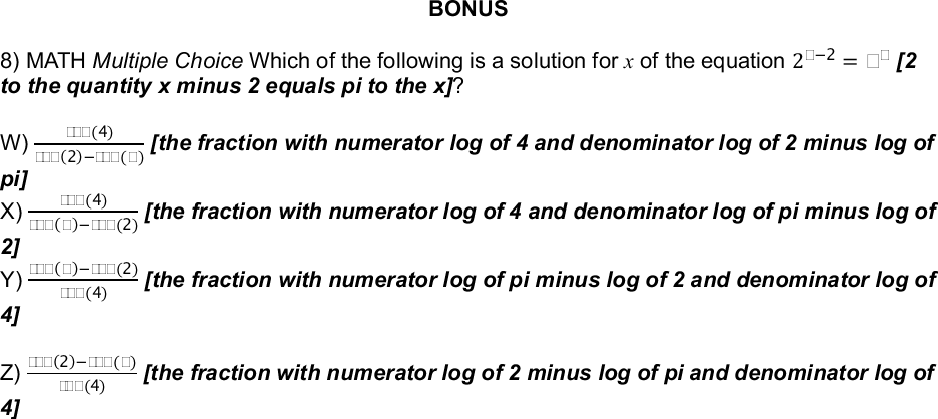 BONUS
8) MATH Multiple Choice Which of the following is a solution for x of the equation 2^{□−2} = □^{□} [2
to the quantity x minus 2 equals pi to the x]?
W) □□□(4) / □□□(2)−□□□(□) [the fraction with numerator log of 4 and denominator log of 2 minus log of
pi]
X) □□□(4) / □□□(□)−□□□(2) [the fraction with numerator log of 4 and denominator log of pi minus log of
2]
Y) □□□(□)−□□□(2) / □□□(4) [the fraction with numerator log of pi minus log of 2 and denominator log of
4]
Z) □□□(2)−□□□(□) / □□□(4) [the fraction with numerator log of 2 minus log of pi and denominator log of
4]